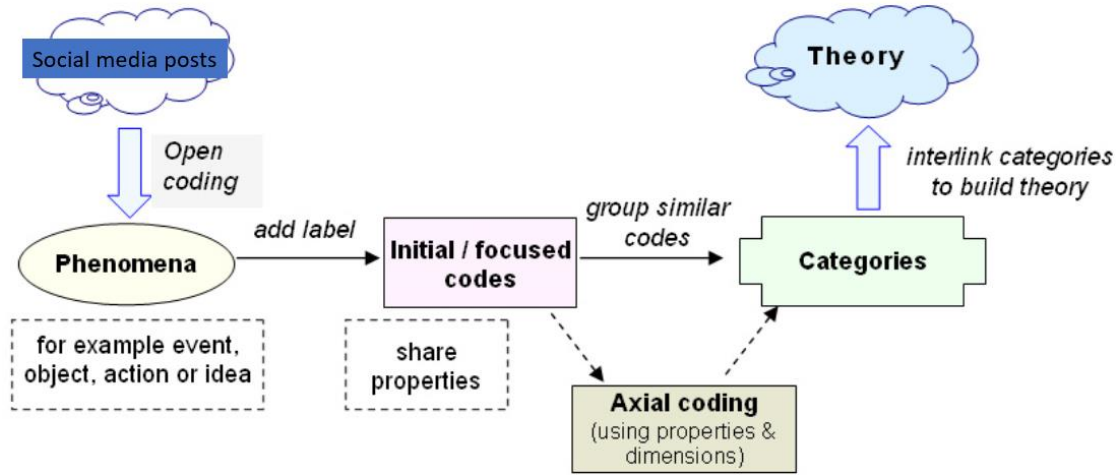 Social media posts
Theory
Open
coding
interlink categories
to build theory
add label
group similar
codes
Phenomena
Initial / focused
codes
Categories
for example event,
object, action or idea
share
properties
Axial coding
(using properties &
dimensions)